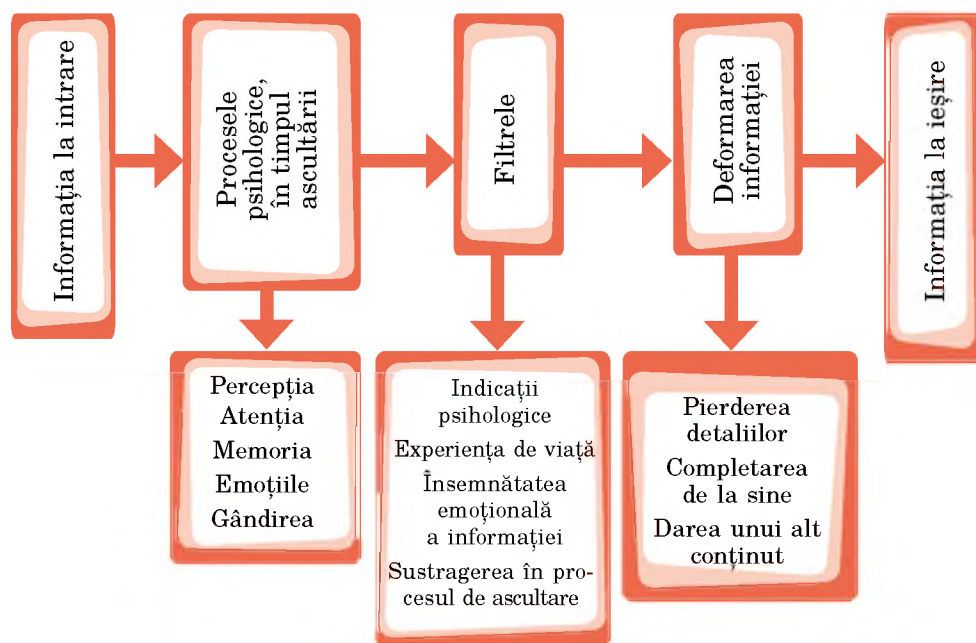 Informația la intrare
Procesele
psihologice,
în timpul
ascultării
Filtrele
Deformarea
informației
Informația la ieșire
Percepția
Atenția
Memoria
Emoțiile
Gândirea
Indicații
psihologice
Experiența de viață
Însemnătatea
emoțională
a informației
Sustragerea în pro-
cesul de ascultare
Pierderea
detaliilor
Completarea
de la sine
Darea unui alt
conținut